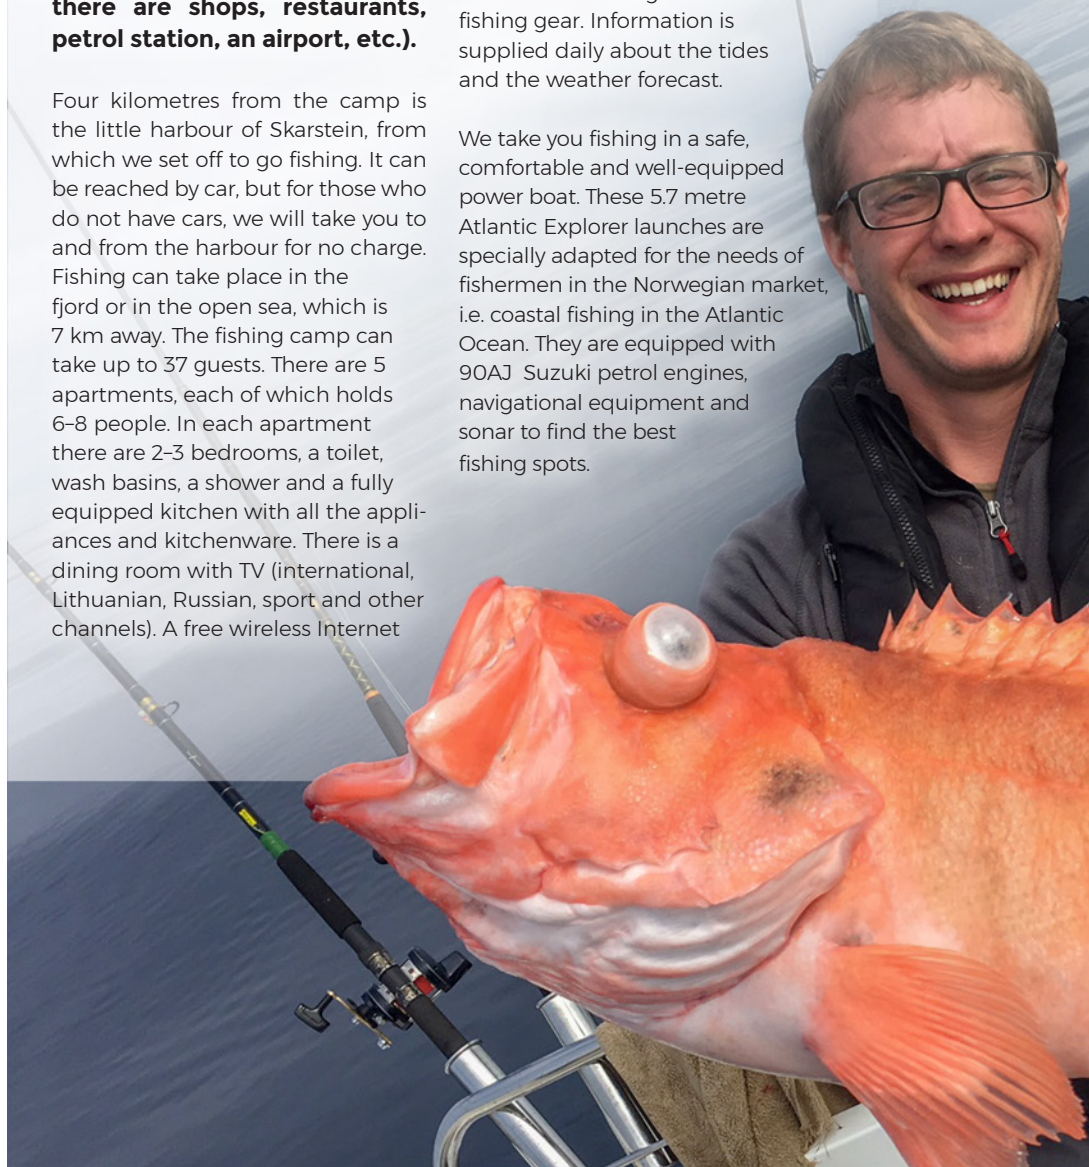 there are shops, restaurants,
petrol station, an airport, etc.).
Four kilometres from the camp is
the little harbour of Skarstein, from
which we set off to go fishing. It can
be reached by car, but for those who
do not have cars, we will take you to
and from the harbour for no charge.
Fishing can take place in the
fjord or in the open sea, which is
7 km away. The fishing camp can
take up to 37 guests. There are 5
apartments, each of which holds
6–8 people. In each apartment
there are 2–3 bedrooms, a toilet,
wash basins, a shower and a fully
equipped kitchen with all the appli-
ances and kitchenware. There is a
dining room with TV (international,
Lithuanian, Russian, sport and other
channels). A free wireless Internet
fishing gear. Information is
supplied daily about the tides
and the weather forecast.
We take you fishing in a safe,
comfortable and well-equipped
power boat. These 5.7 metre
Atlantic Explorer launches are
specially adapted for the needs of
fishermen in the Norwegian market,
i.e. coastal fishing in the Atlantic
Ocean. They are equipped with
90AJ Suzuki petrol engines,
navigational equipment and
sonar to find the best
fishing spots.